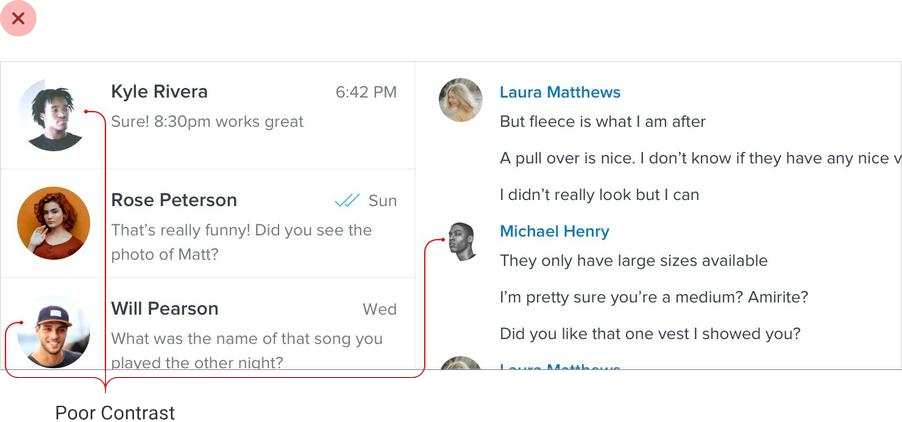 Kyle Rivera 6:42 PM
Sure! 8:30pm works great
Rose Peterson Sun
That's really funny! Did you see the
photo of Matt?
Will Pearson Wed
What was the name of that song you
played the other night?
Laura Matthews
But fleece is what I am after
A pull over is nice. I don't know if they have any nice v
I didn't really look but I can
Michael Henry
They only have large sizes available
I'm pretty sure you're a medium? Amirite?
Did you like that one vest I showed you?
Laura Matthews
Poor Contrast